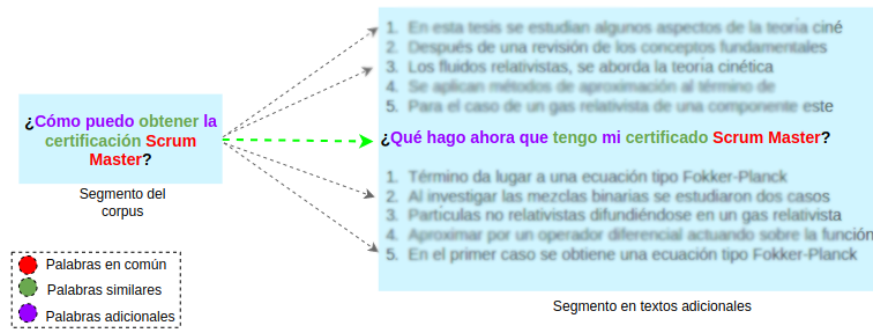 ¿Cómo puedo obtener la
certificación Scrum
Master?
Segmento del
corpus
Palabras en común
Palabras similares
Palabras adicionales
1. En esta tesis se estudian algunos aspectos de la teoría ciné
2. Después de una revisión de los conceptos fundamentales
3. Los fluidos relativistas, se aborda la teoría cinética
4. Se aplican métodos de aproximación al término de
5. Para el caso de un gas relativista de una componente este
¿Qué hago ahora que tengo mi certificado Scrum Master?
1. Término da lugar a una ecuación tipo Fokker-Planck
2. Al investigar las mezclas binarias se estudiaron dos casos
3. Particulas no relativistas difundiéndose en un gas relativista
4. Aproximar por un operador diferencial actuando sobre la función
5. En el primer caso se obtiene una ecuación tipo Fokker-Planck
Segmento en textos adicionales